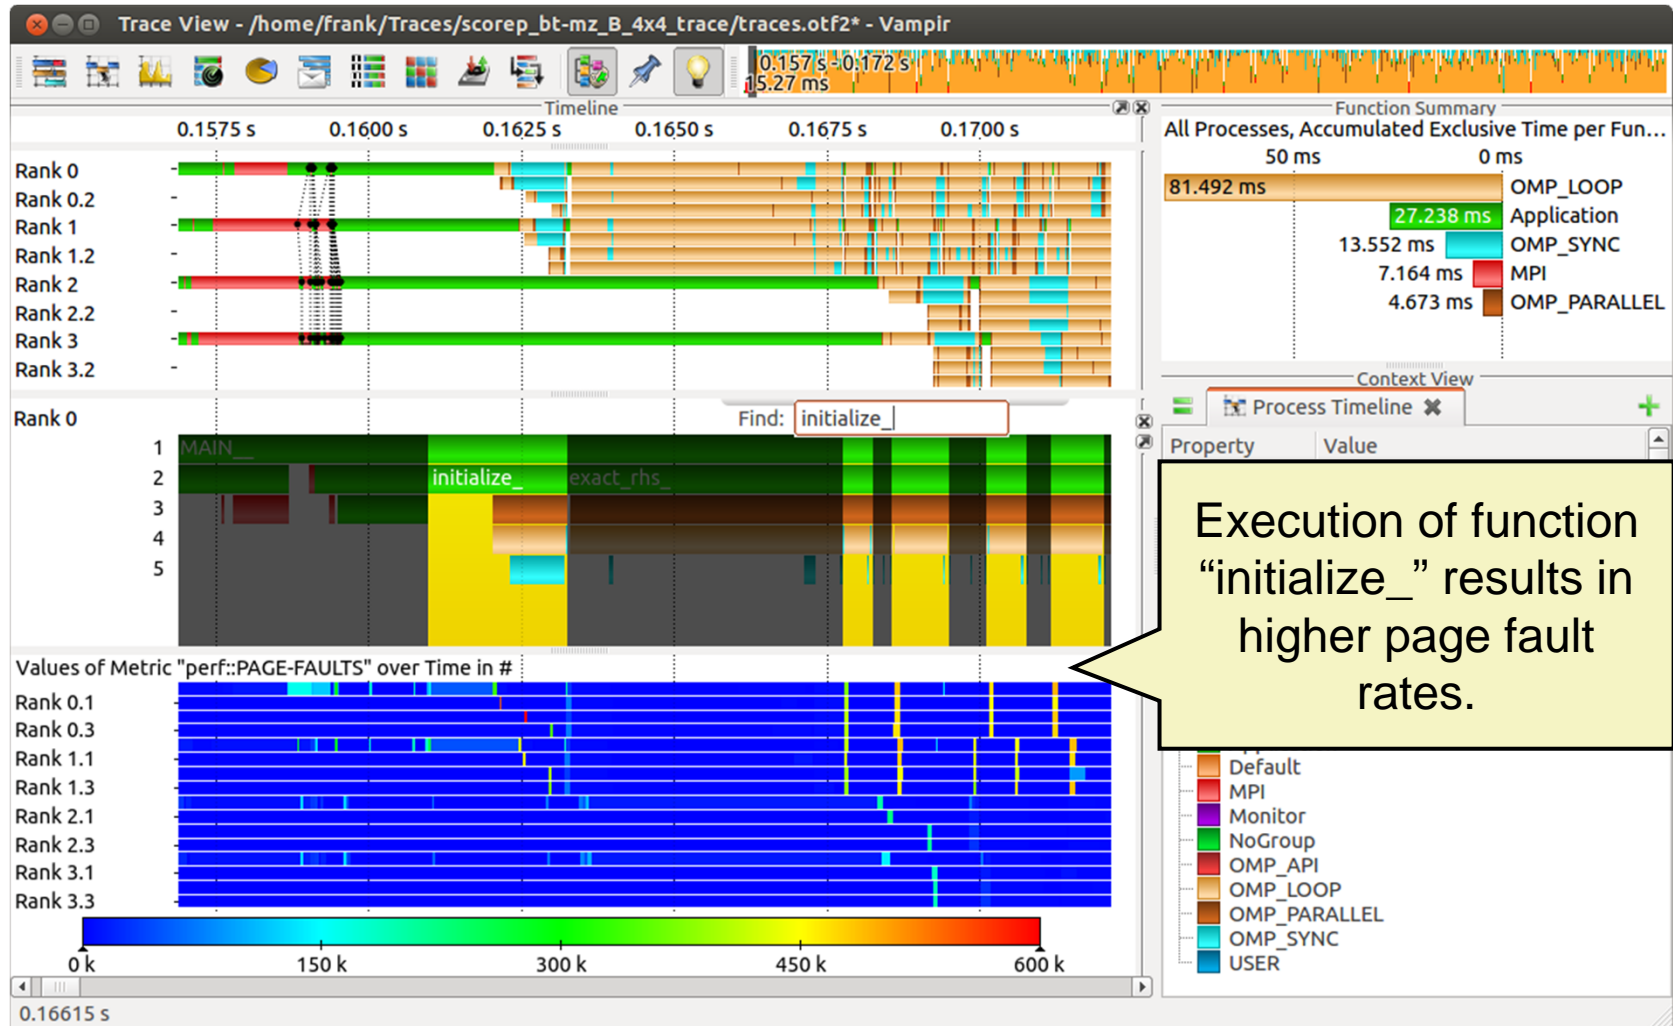 Trace View - /home/frank/Traces/scorep_bt-mz_B_4x4_trace/traces.otf2* - Vampir
0.157 s - 0.172 s
15.27 ms
Timeline
0.1575 s 0.1600 s 0.1625 s 0.1650 s 0.1675 s 0.1700 s
Rank 0
Rank 0.2
Rank 1
Rank 1.2
Rank 2
Rank 2.2
Rank 3
Rank 3.2
Function Summary
All Processes, Accumulated Exclusive Time per Fun...
50 ms 0 ms
81.492 ms OMP_LOOP
27.238 ms Application
13.552 ms OMP_SYNC
7.164 ms MPI
4.673 ms OMP_PARALLEL
Rank 0
Find: initialize_
1 MAIN__
2 initialize_ exact_rhs_
3
4
5
Context View
Process Timeline
Property Value
Execution of function
“initialize_” results in
higher page fault
rates.
Values of Metric "perf::PAGE-FAULTS" over Time in #
Rank 0.1
Rank 0.3
Rank 1.1
Rank 1.3
Rank 2.1
Rank 2.3
Rank 3.1
Rank 3.3
0 k 150 k 300 k 450 k 600 k
Default
MPI
Monitor
NoGroup
OMP_API
OMP_LOOP
OMP_PARALLEL
OMP_SYNC
USER
0.16615 s